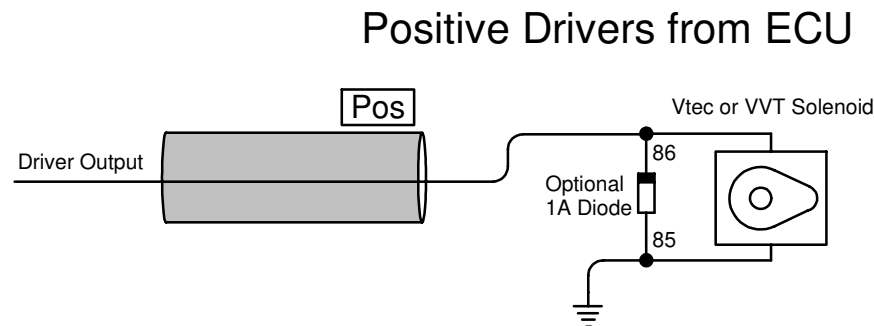 Positive Drivers from ECU
Pos
Vtec or VVT Solenoid
Driver Output
86
Optional
1A Diode
85